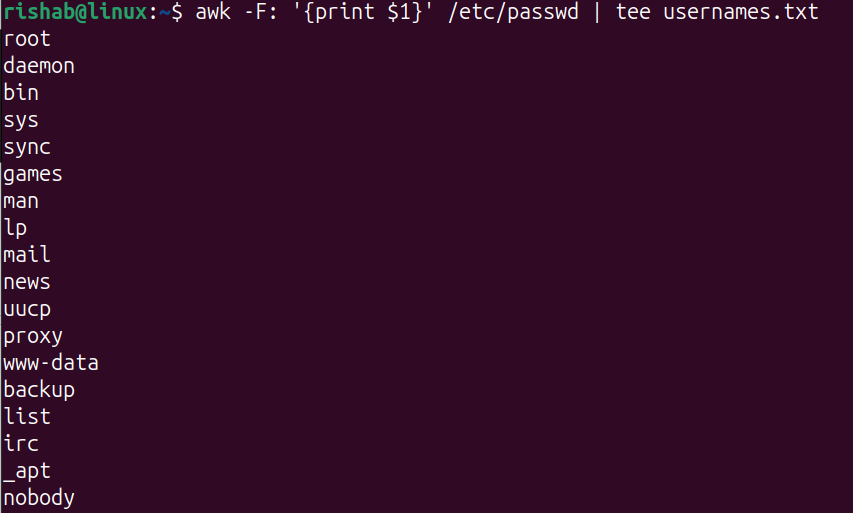 rishab@linux:~$ awk -F: '{print $1}' /etc/passwd | tee usernames.txt
root
daemon
bin
sys
sync
games
man
lp
mail
news
uucp
proxy
www-data
backup
list
irc
_apt
nobody